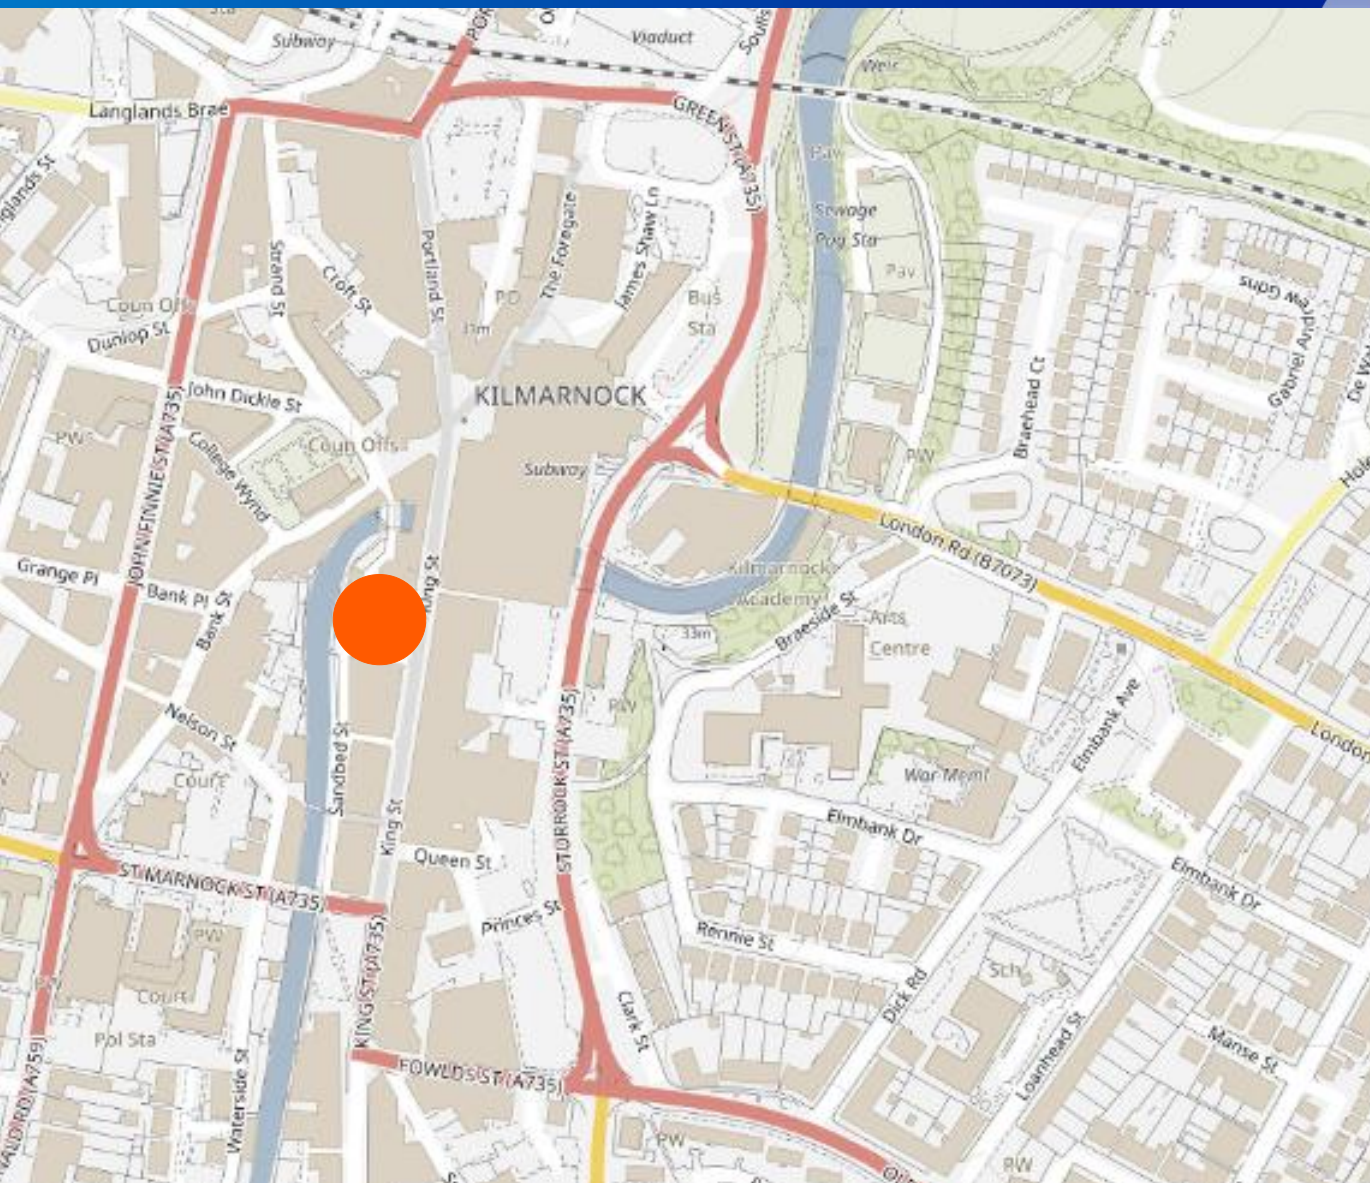 Sta
Subway
Viaduct
Weir
Langlands Brae
GREEN ST (A735)
Pav
Sewage
Png Sta
Pav
Strand St
Croft St
Portland St
The Foregate
James Shaw Ln
PO
31m
Bus
Sta
Coun Offs
Dunlop St
Andrew Gdns
Gabriel
John Dickie St
KILMARNOCK
Braehead Ct
PW
College Wynd
Coun Offs
Subway
PW
JOHN FINNIE ST (A735)
London Rd (B7073)
Grange Pl
Bank Pl
Bank St
King St
Kilmarnock
Academy
Braeside St
Arts
Centre
33m
Nelson St
PW
Elmbank Ave
London
Court
Sandbed St
STURROCK ST (A735)
War Meml
King St
Queen St
Elmbank Dr
Elmbank Dr
ST MARNOCK ST (A735)
Princes St
Rennie St
PW
KING ST (A735)
Court
Sch
Dick Rd
Clark St
Pol Sta
Loanhead St
Manse St
FOWLDS ST (A735)
Waterside St
PW
PW